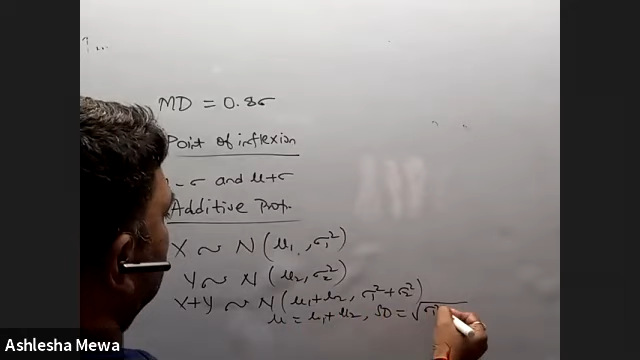 MD = 0.8σ
Point of inflexion
- σ and μ+σ
Additive Prop.
X ~ N(μ₁, σ₁²)
Y ~ N(μ₂, σ₂²)
X+Y ~ N(μ₁+μ₂, σ₁²+σ₂²)
μ = μ₁+μ₂, SD = √σ₁²
Ashlesha Mewa